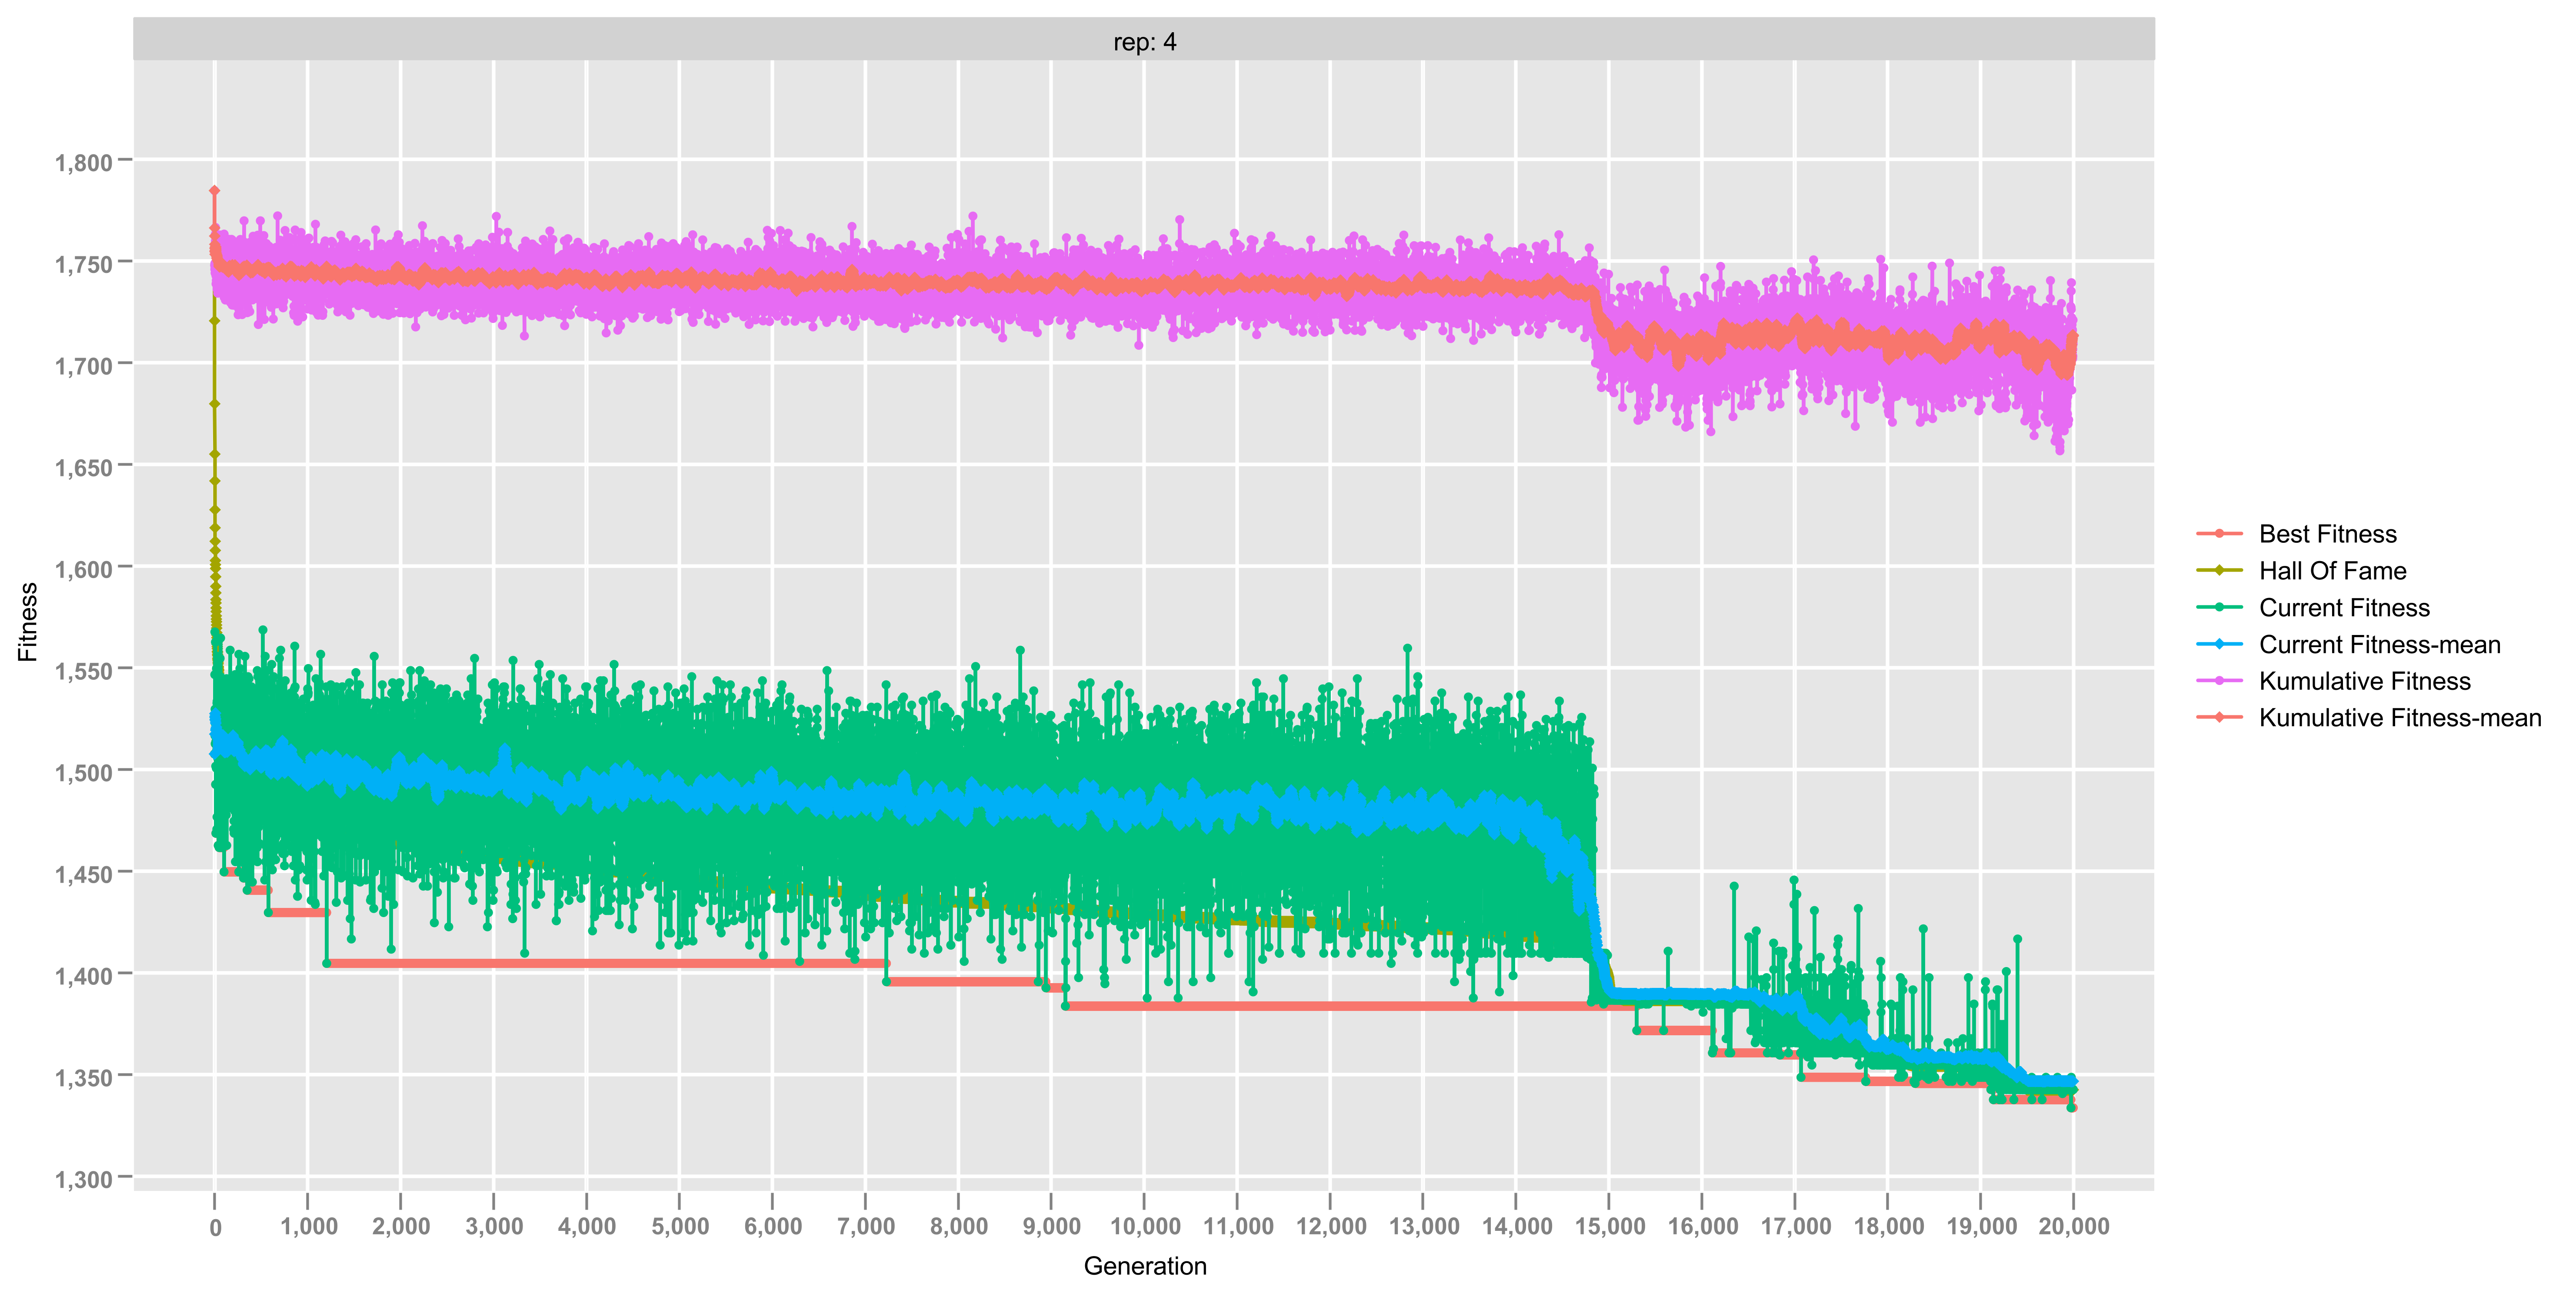 rep: 4
1,800
1,750
1,700
1,650
1,600
1,550
1,500
1,450
1,400
1,350
1,300
Fitness
0 1,000 2,000 3,000 4,000 5,000 6,000 7,000 8,000 9,000 10,000 11,000 12,000 13,000 14,000 15,000 16,000 17,000 18,000 19,000 20,000
Generation
Best Fitness
Hall Of Fame
Current Fitness
Current Fitness-mean
Kumulative Fitness
Kumulative Fitness-mean